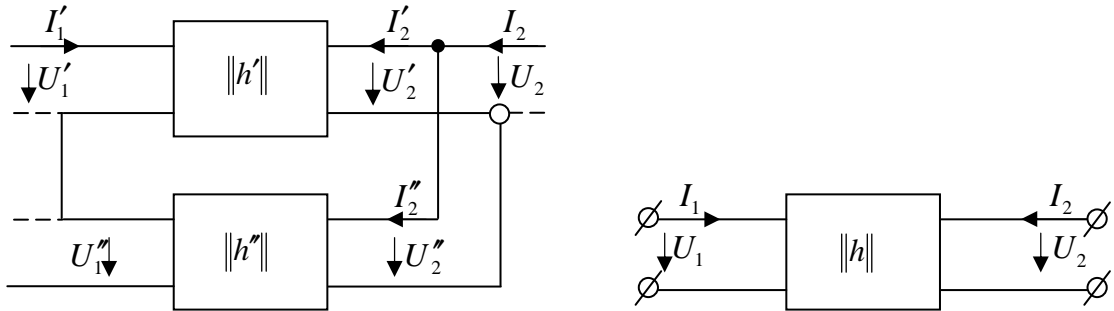 I′₁ I′₂ I₂
U′₁ ‖h′‖ U′₂ U₂
I″₂ I₁ I₂
U″₁ ‖h″‖ U″₂ U₁ ‖h‖ U₂